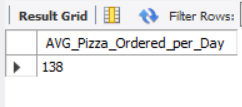 Result Grid Filter Rows:
AVG_Pizza_Ordered_per_Day
138